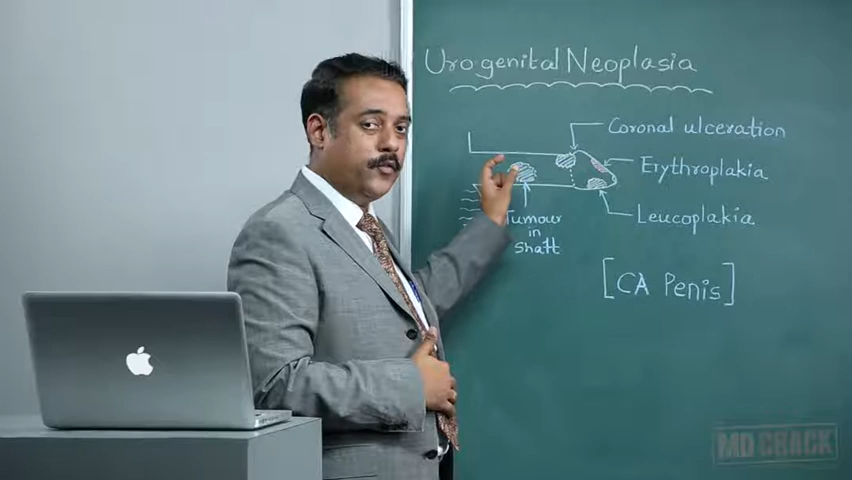 Urogenital Neoplasia
Coronal ulceration
Erythroplakia
Leucoplakia
Tumour
in
shaft
[CA Penis]
MD CRACK